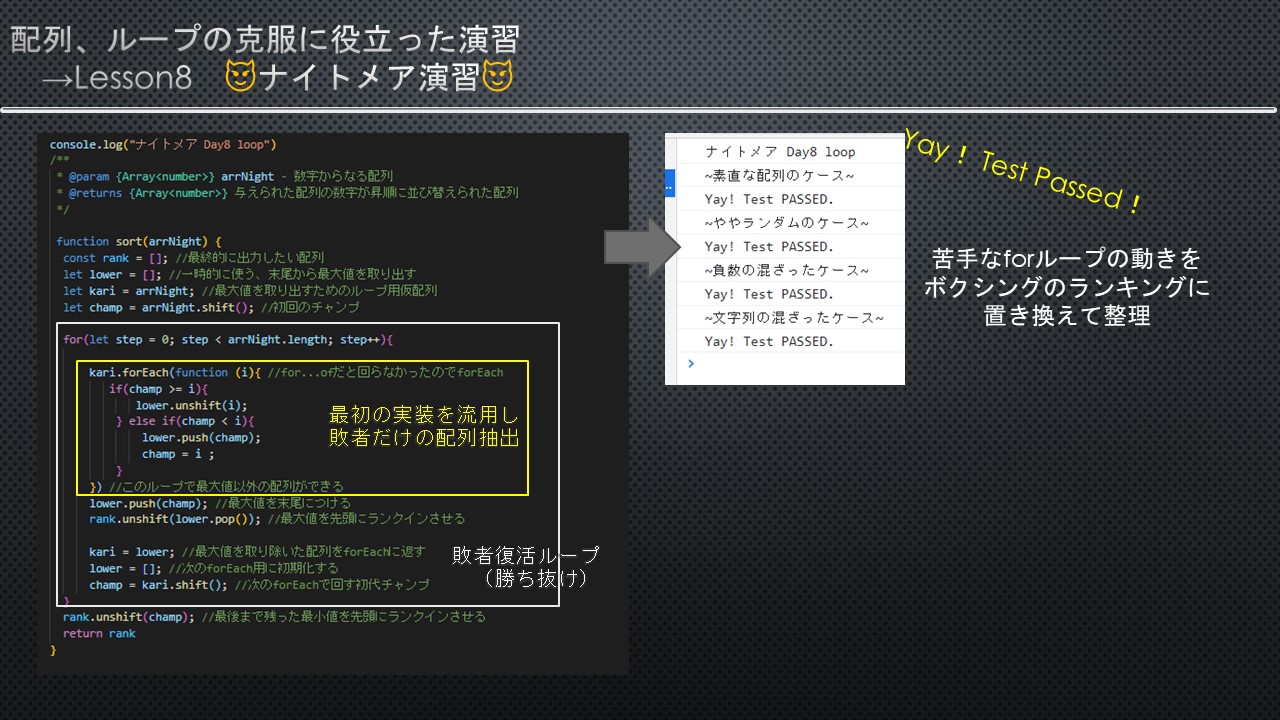 配列、ループの克服に役立った演習
→Lesson8 😈ナイトメア演習😈
console.log("ナイトメア Day8 loop")
/**
* @param {Array<number>} arrNight - 数字からなる配列
* @returns {Array<number>} 与えられた配列の数字が昇順に並び替えられた配列
*/
function sort(arrNight) {
const rank = []; //最終的に出力したい配列
let lower = []; //一時的に使う、末尾から最大値を取り出す
let kari = arrNight; //最大値を取り出すためのループ用仮配列
let champ = arrNight.shift(); //初回のチャンプ
for(let step = 0; step < arrNight.length; step++){
kari.forEach(function (i){ //for...ofだと回らなかったのでforEach
if(champ >= i){
lower.unshift(i);
} else if(champ < i){
lower.push(champ);
champ = i ;
}
}) //このループで最大値以外の配列ができる
最初の実装を流用し
敗者だけの配列抽出
lower.push(champ); //最大値を末尾につける
rank.unshift(lower.pop()); //最大値を先頭にランクインさせる
kari = lower; //最大値を取り除いた配列をforEachに返す
lower = []; //次のforEach用に初期化する
champ = kari.shift(); //次のforEachで回す初代チャンプ
}
敗者復活ループ
（勝ち抜け）
rank.unshift(champ); //最後まで残った最小値を先頭にランクインさせる
return rank
}
ナイトメア Day8 loop
~素直な配列のケース~
Yay! Test PASSED.
~ややランダムのケース~
Yay! Test PASSED.
~負数の混ざったケース~
Yay! Test PASSED.
~文字列の混ざったケース~
Yay! Test PASSED.
>
Yay！ Test Passed！
苦手なforループの動きを
ボクシングのランキングに
置き換えて整理